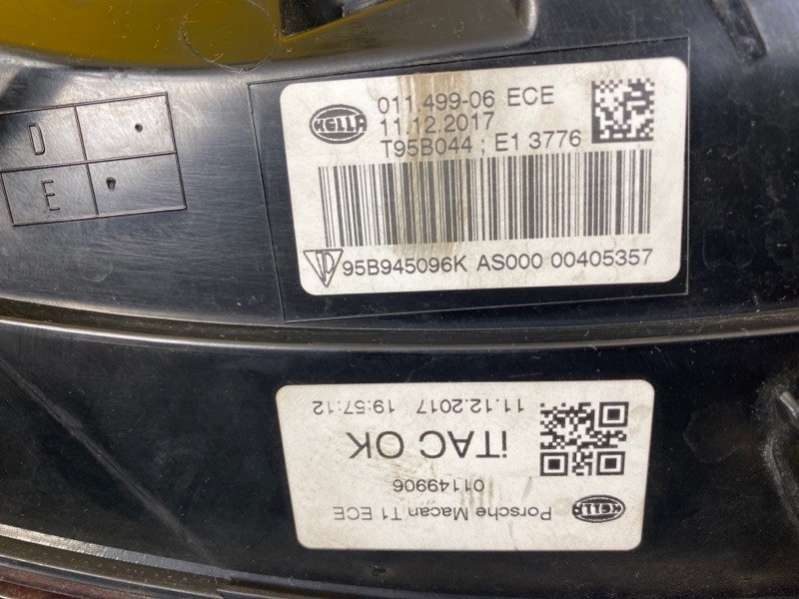 D
E
HELLA
011.499-06 ECE
11.12.2017
T95B044 ; E1 3776
95B945096K AS000 00405357
HELLA
Porsche Macan T1 ECE
01149906
iTAC OK
11.12.2017 19:57:12